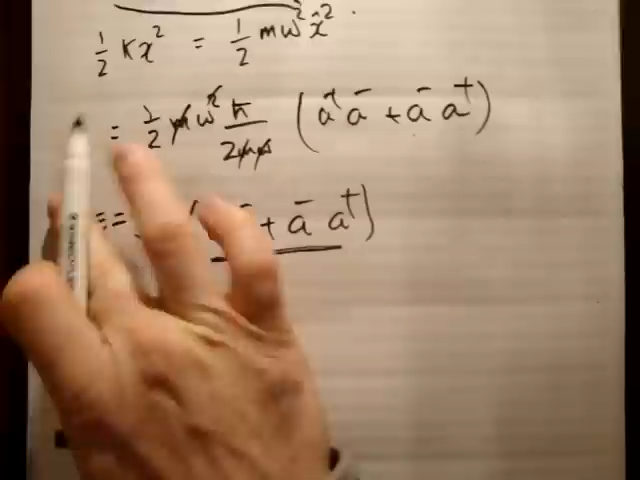 ½ Kx² = ½ mω² x̂² .
= ½ mω² ħ/2mω (a⁺ a⁻ + a⁻ a⁺)
== + a⁻ a⁺)